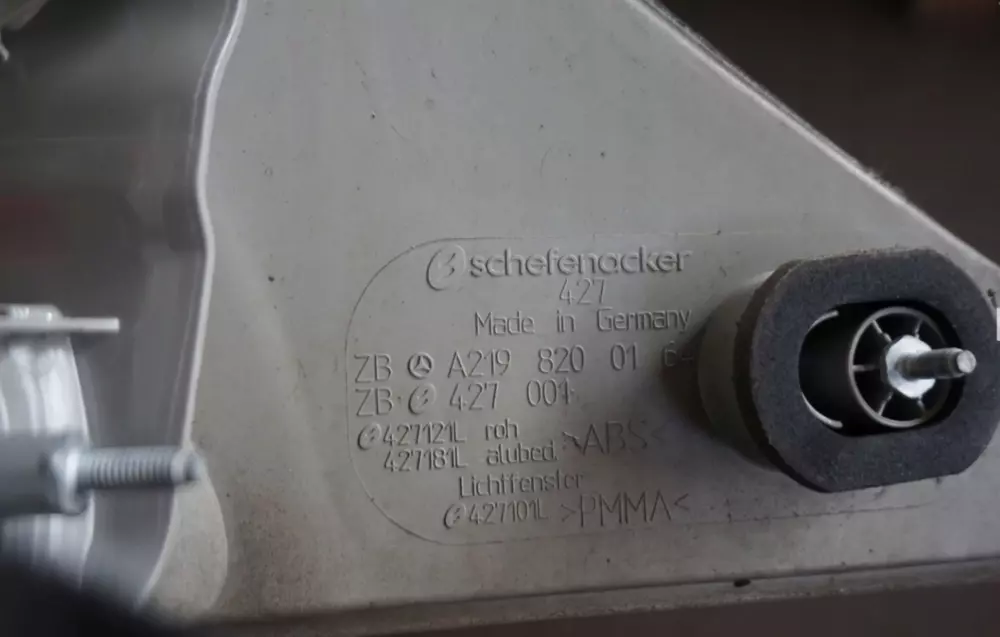 schefenacker
427
Made in Germany
ZB A219 820 01
ZB 427 001
427121L roh
427181L alubed. >ABS<
Lichtfenster
427101L >PMMA<